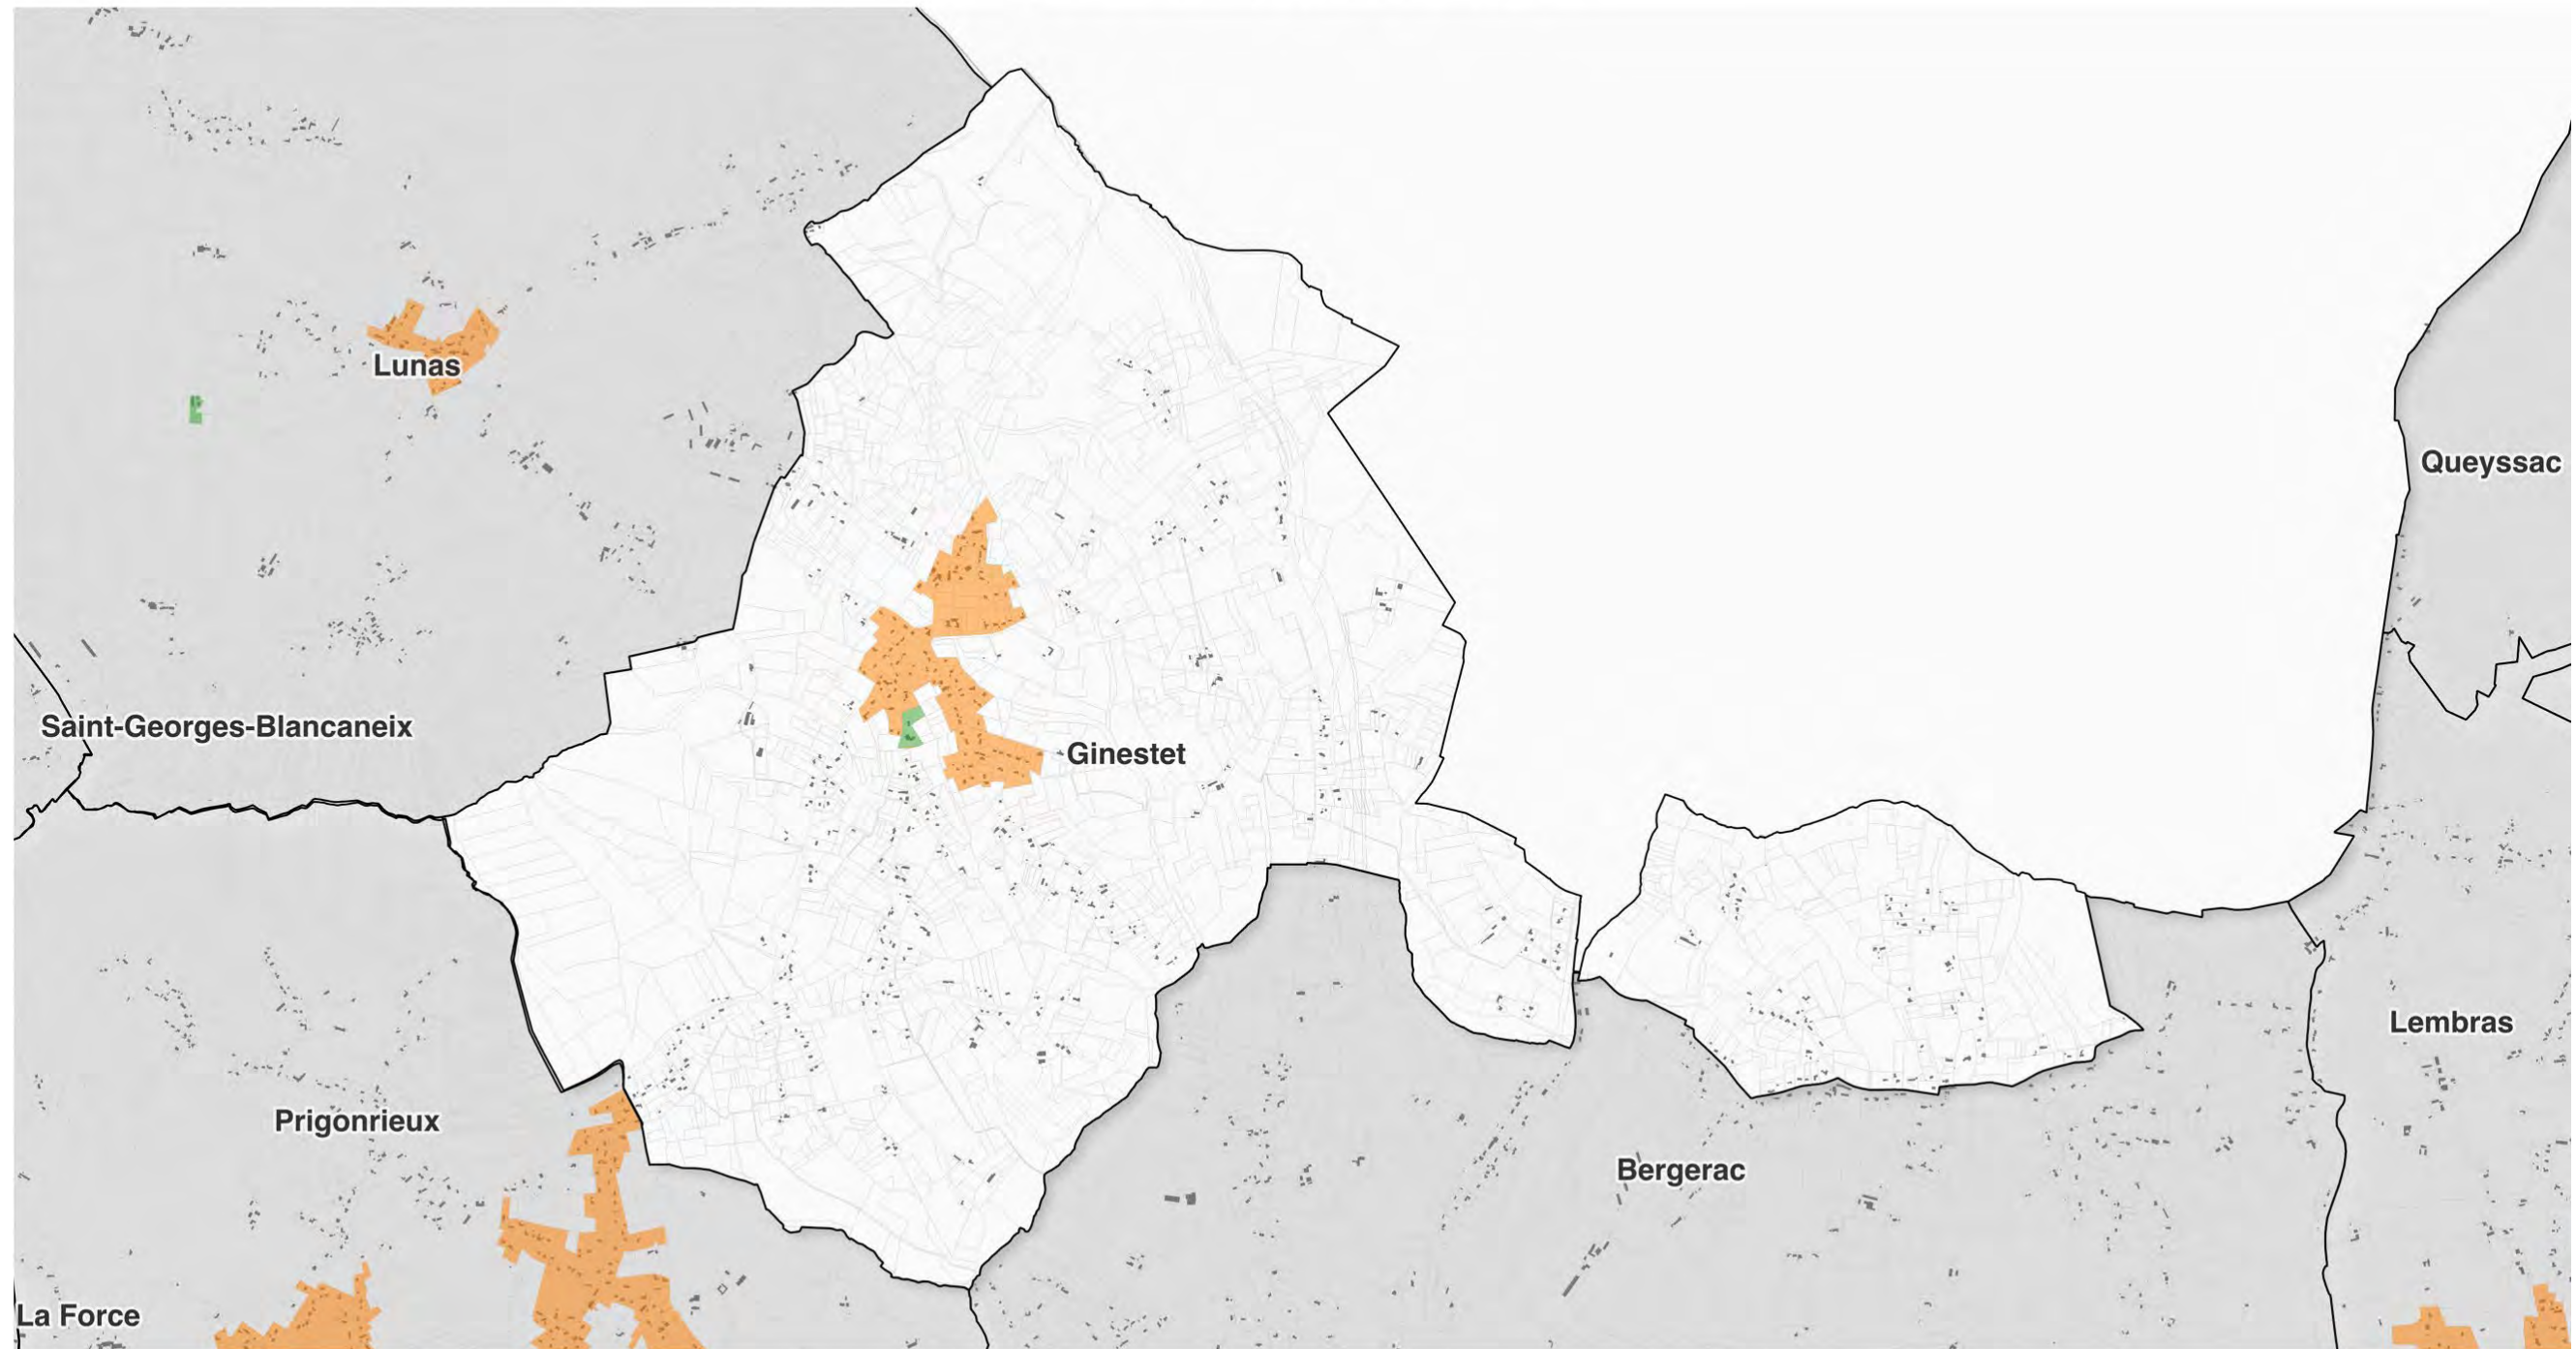 Lunas
Queyssac
Saint-Georges-Blancaneix
Ginestet
Lembras
Prigonrieux
Bergerac
La Force